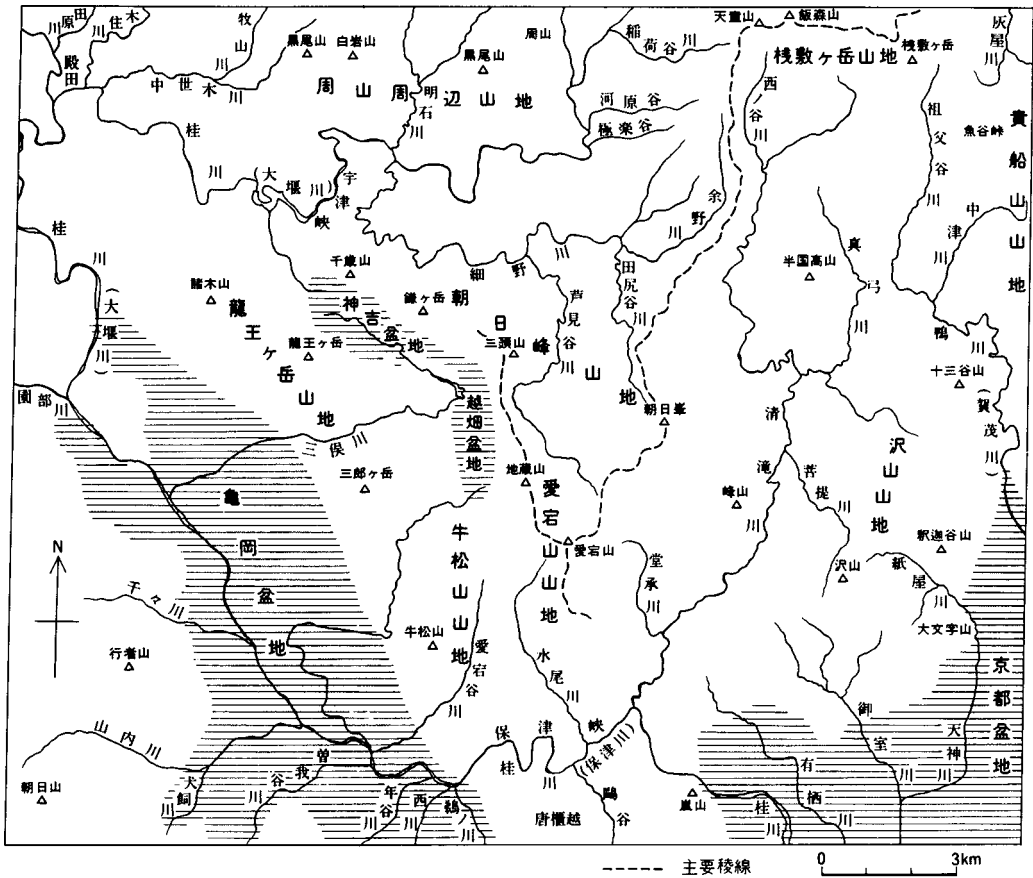 原田川
住木川
殿田
牧山川
中世木川
黒尾山
白岩山
周山
黒尾山
周山周辺山地
明石川
稲荷谷川
河原谷
極楽谷
天童山
飯森山
桟敷ヶ岳山地
桟敷ヶ岳
灰屋川
西ノ谷川
祖父谷川
魚谷峠
貴船山地
中津川
桂川
(大堰川)
宇津峡
余野川
千歳山
細野川
田尻谷川
半国高山
真弓川
桂川
(大堰川)
諸木山
龍王ヶ岳山地
龍王ヶ岳
神吉盆地
鎌ヶ岳
朝日峰山地
三頭山
芦見谷川
鴨川
(賀茂川)
十三谷山
園部川
三俣川
越畑盆地
朝日峯
清滝川
沢山山地
三郎ヶ岳
地蔵山
愛宕山山地
愛宕山
峰山
菩提川
釈迦谷山
亀岡盆地
牛松山山地
牛松山
愛宕谷川
堂承川
沢山
紙屋川
大文字山
N
千々川
行者山
水尾川
京都盆地
山内川
朝日山
犬飼川
曽我谷川
年谷川
西川
鵜ノ川
保津峡
(保津川)
桂川
唐櫃越
鵰谷
嵐山
桂川
有栖川
御室川
天神川
主要稜線
0
3km